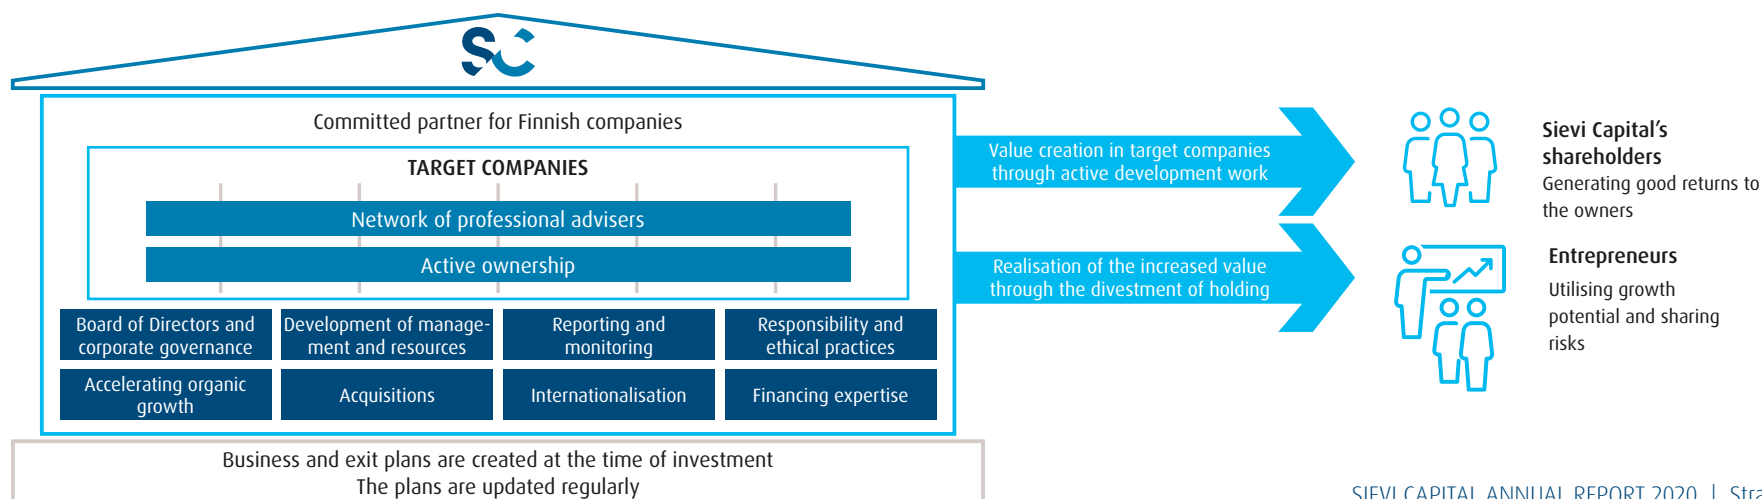 SC
Committed partner for Finnish companies
TARGET COMPANIES
Network of professional advisers
Active ownership
Board of Directors and
corporate governance
Development of manage-
ment and resources
Reporting and
monitoring
Responsibility and
ethical practices
Accelerating organic
growth
Acquisitions
Internationalisation
Financing expertise
Business and exit plans are created at the time of investment
The plans are updated regularly
Value creation in target companies
through active development work
Realisation of the increased value
through the divestment of holding
Sievi Capital's
shareholders
Generating good returns to
the owners
Entrepreneurs
Utilising growth
potential and sharing
risks
SIEVI CAPITAL ANNUAL REPORT 2020 | Stra